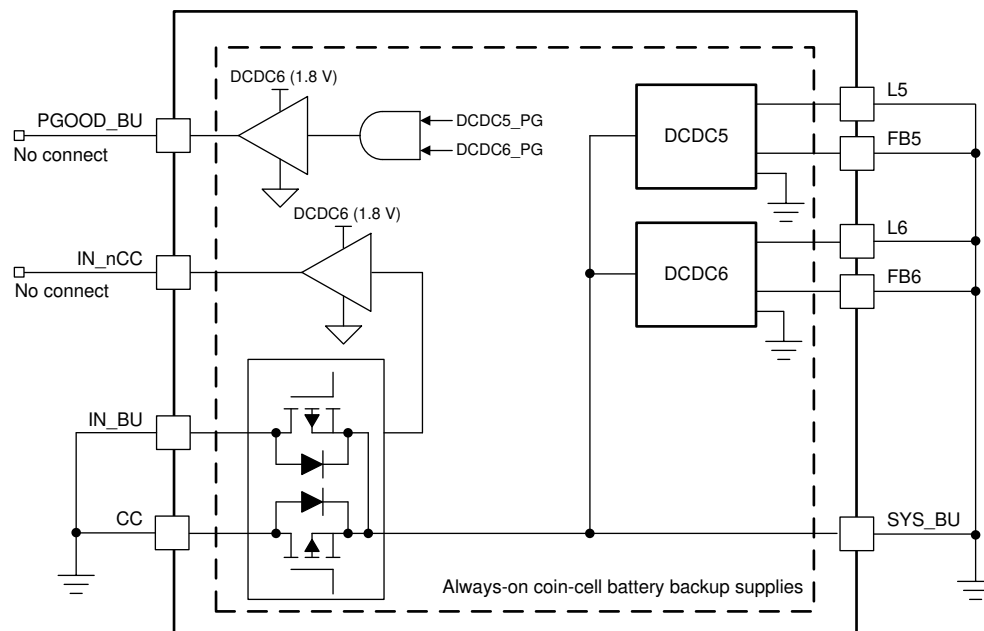 DCDC6 (1.8 V)
PGOOD_BU
No connect
DCDC5_PG
DCDC6_PG
DCDC5
L5
FB5
DCDC6 (1.8 V)
IN_nCC
No connect
DCDC6
L6
FB6
IN_BU
CC
SYS_BU
Always-on coin-cell battery backup supplies